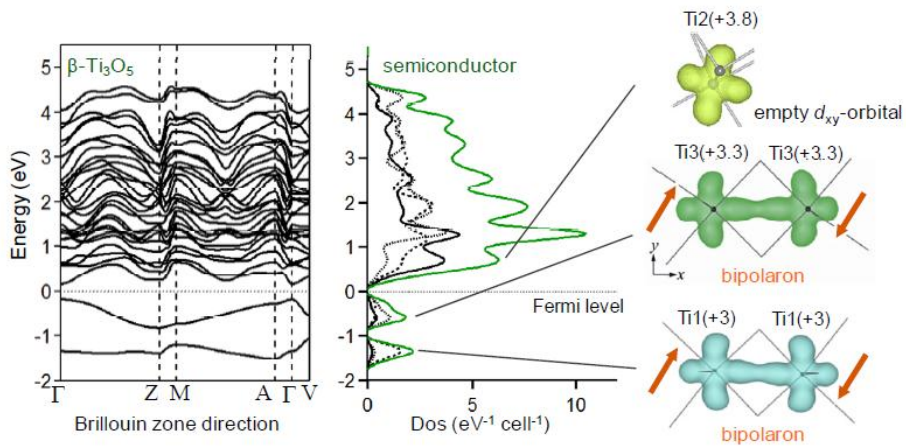 β-Ti3O5
Energy (eV)
5
4
3
2
1
0
-1
-2
Γ Z M A Γ V
Brillouin zone direction
semiconductor
5
4
3
2
1
0
-1
-2
Fermi level
0 5 10
Dos (eV-1 cell-1)
Ti2(+3.8)
empty dxy-orbital
Ti3(+3.3) Ti3(+3.3)
y
x
bipolaron
Ti1(+3) Ti1(+3)
bipolaron